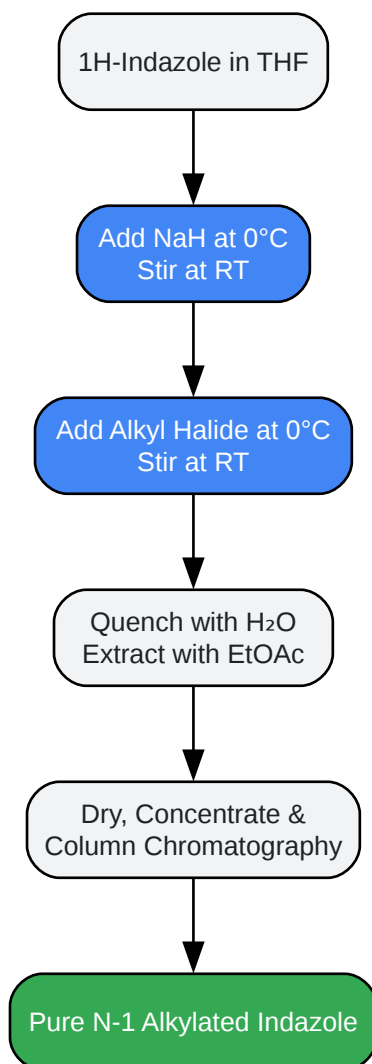 1H-Indazole in THF
Add NaH at 0°C
Stir at RT
Add Alkyl Halide at 0°C
Stir at RT
Quench with H₂O
Extract with EtOAc
Dry, Concentrate &
Column Chromatography
Pure N-1 Alkylated Indazole